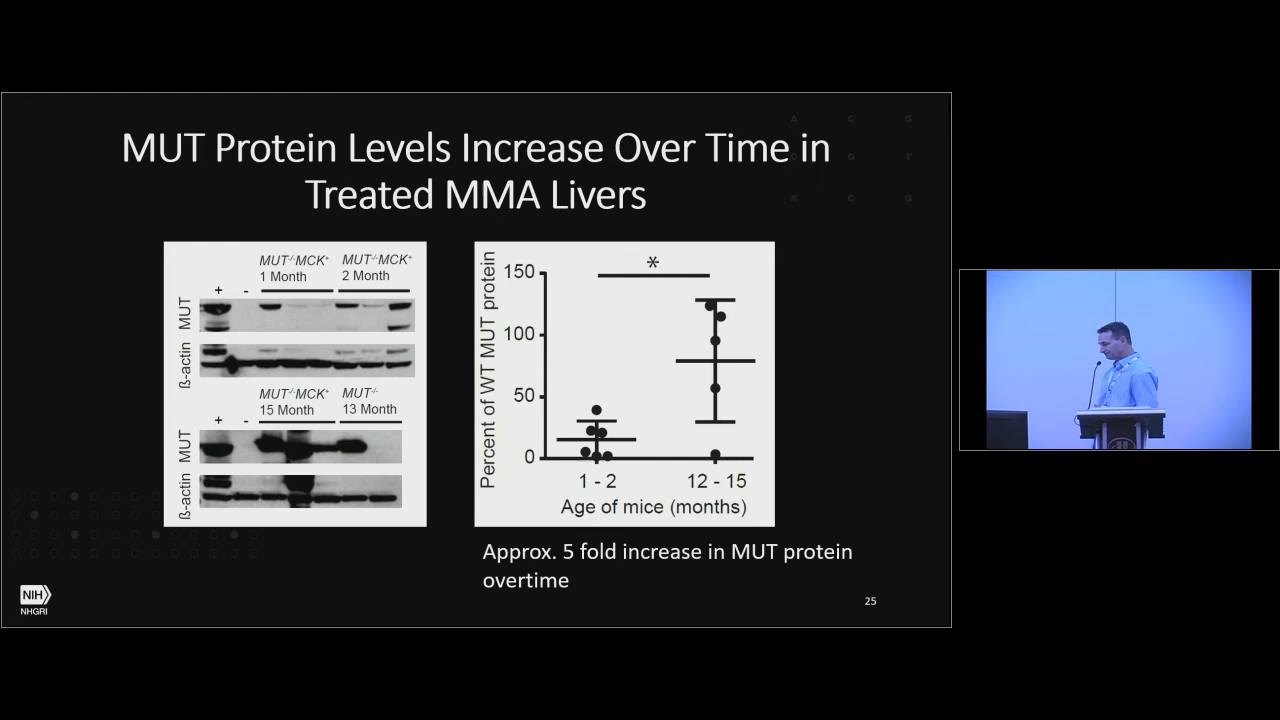 MUT Protein Levels Increase Over Time in
Treated MMA Livers
MUT-/-MCK+ MUT-/-MCK+
1 Month 2 Month
+ -
MUT
ß-actin
MUT-/-MCK+ MUT-/-
15 Month 13 Month
+ -
MUT
ß-actin
Percent of WT MUT protein
*
150
100
50
0
1 - 2 12 - 15
Age of mice (months)
Approx. 5 fold increase in MUT protein
overtime
NIH
NHGRI
25
A C G
G T
A C G